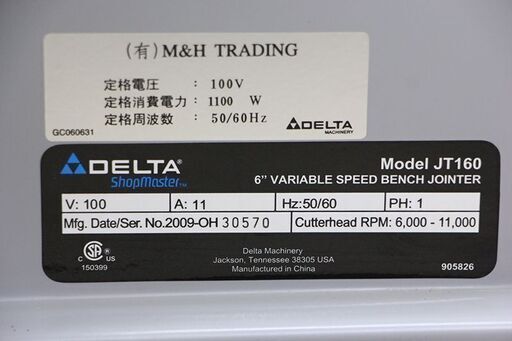 (有) M&H TRADING
定格電圧 : 100V
定格消費電力 : 1100 W
定格周波数 : 50/60Hz
GC060631
DELTA
MACHINERY
DELTA
ShopMaster™
Model JT160
6" VARIABLE SPEED BENCH JOINTER
V: 100 A: 11 Hz:50/60 PH: 1
Mfg. Date/Ser. No.2009-OH 30570 Cutterhead RPM: 6,000 - 11,000
C US
150399
Delta Machinery
Jackson, Tennessee 38305 USA
Manufactured in China
905826